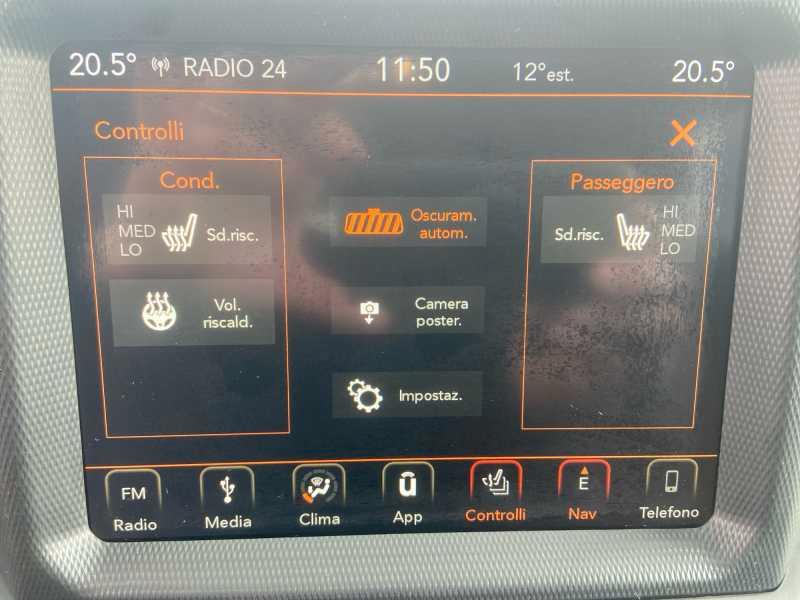 20.5° RADIO 24 11:50 12°est. 20.5°
Controlli
Cond.
HI
MED
LO
Sd.risc.
Vol.
riscald.
Oscuram.
autom.
Camera
poster.
Impostaz.
Passeggero
Sd.risc.
HI
MED
LO
FM
Radio
Media
Clima
û
App
Controlli
E
Nav
Telefono